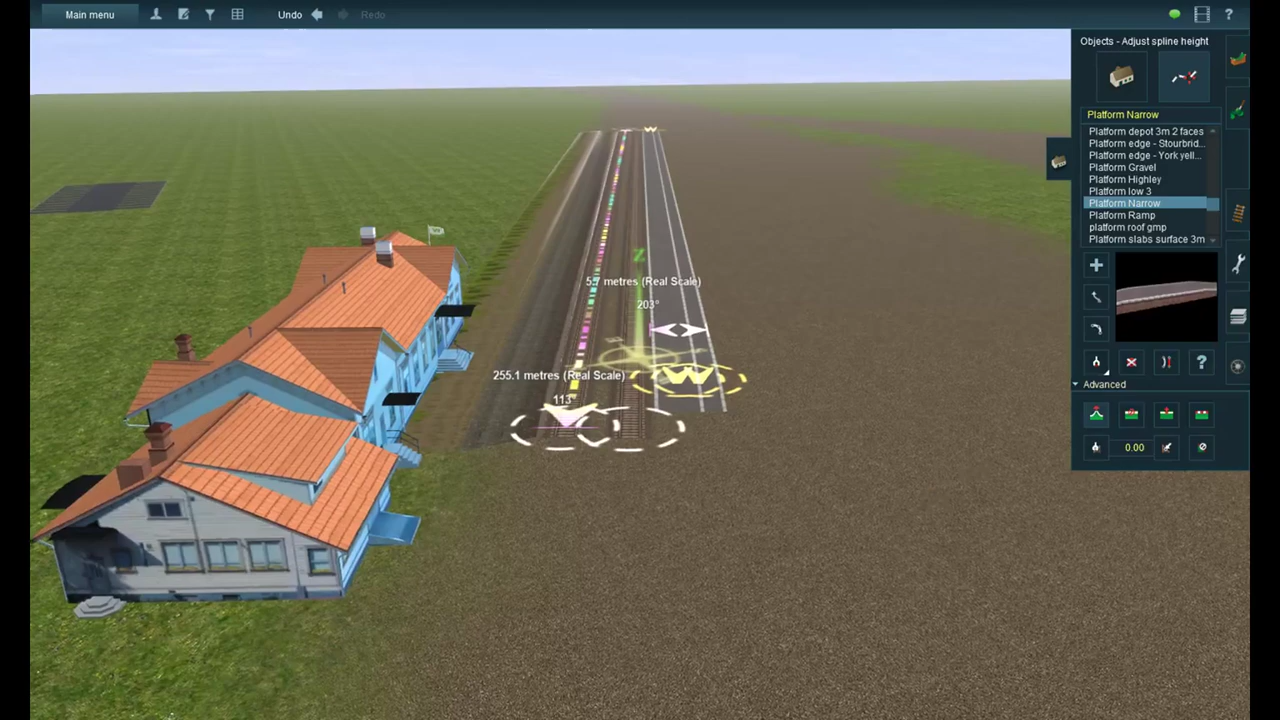 Main menu
Undo
Redo
?
Objects - Adjust spline height
Platform Narrow
Platform depot 3m 2 faces
Platform edge - Stourbrid...
Platform edge - York yell...
Platform Gravel
Platform Highley
Platform low 3
Platform Narrow
Platform Ramp
platform roof gmp
Platform slabs surface 3m
?
Advanced
0.00
Z
5.7 metres (Real Scale)
203°
W
255.1 metres (Real Scale)
113°